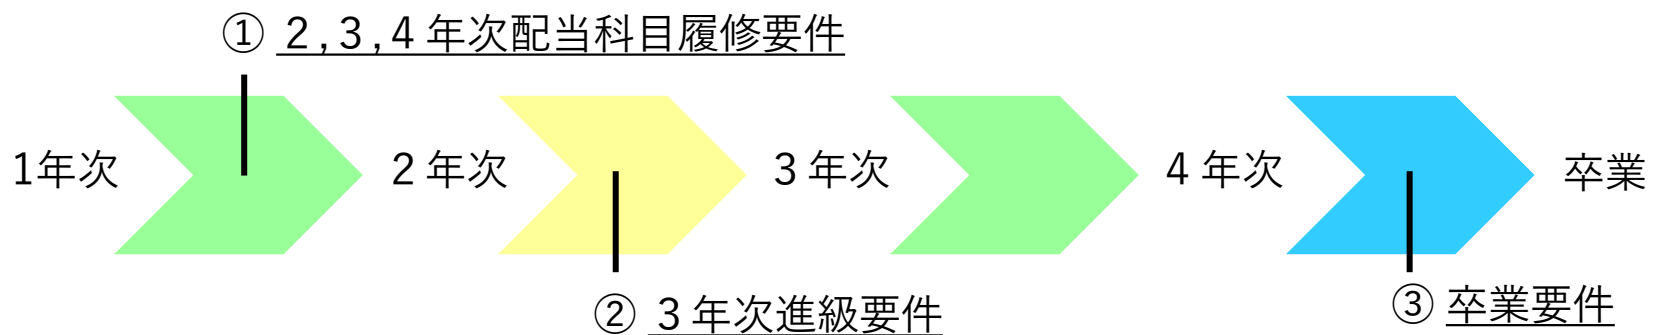 ① 2,3,4年次配当科目履修要件
1年次 2年次 3年次 4年次 卒業
② 3年次進級要件 ③ 卒業要件